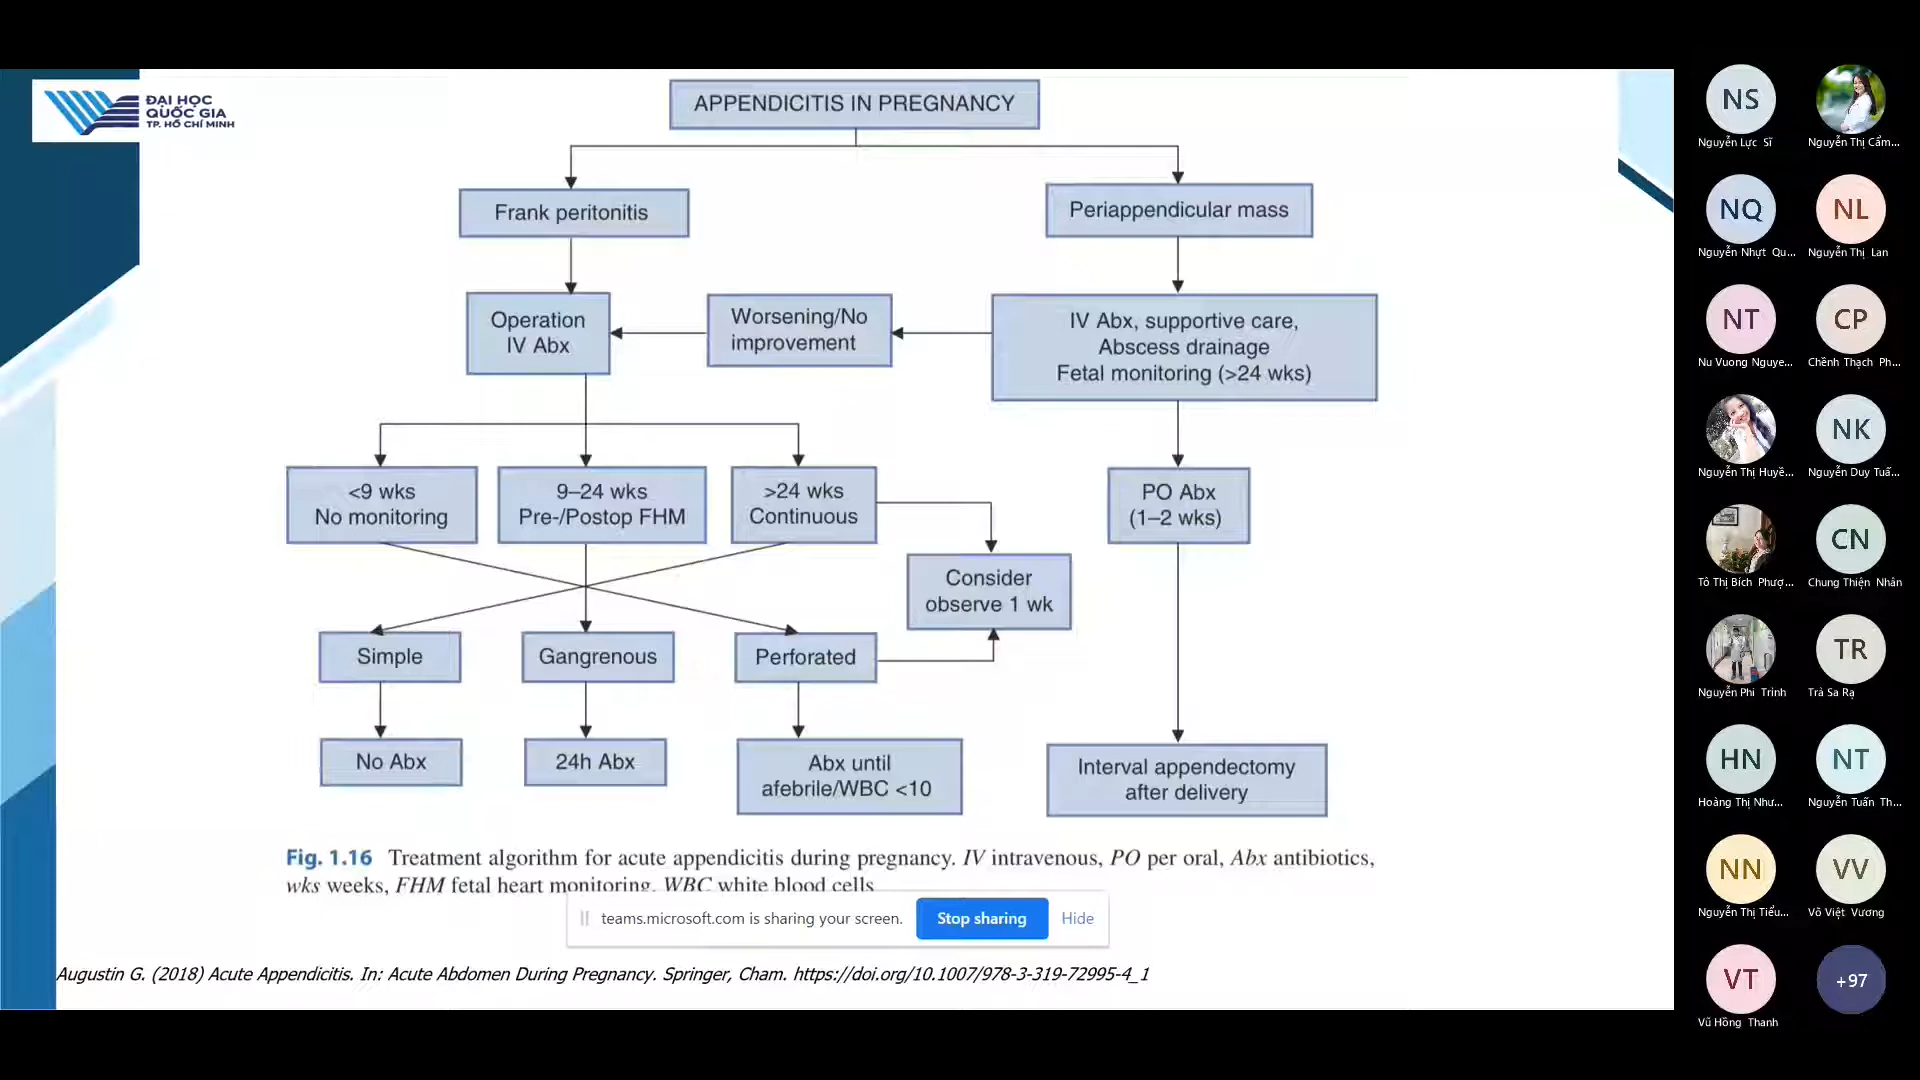 ĐẠI HỌC
QUỐC GIA
TP. HỒ CHÍ MINH
APPENDICITIS IN PREGNANCY
Frank peritonitis
Periappendicular mass
Operation
IV Abx
Worsening/No
improvement
IV Abx, supportive care,
Abscess drainage
Fetal monitoring (>24 wks)
<9 wks
No monitoring
9–24 wks
Pre-/Postop FHM
>24 wks
Continuous
PO Abx
(1–2 wks)
Consider
observe 1 wk
Simple
Gangrenous
Perforated
No Abx
24h Abx
Abx until
afebrile/WBC <10
Interval appendectomy
after delivery
Fig. 1.16 Treatment algorithm for acute appendicitis during pregnancy. IV intravenous, PO per oral, Abx antibiotics,
wks weeks, FHM fetal heart monitoring, WBC white blood cells
teams.microsoft.com is sharing your screen.
Stop sharing
Hide
Augustin G. (2018) Acute Appendicitis. In: Acute Abdomen During Pregnancy. Springer, Cham. https://doi.org/10.1007/978-3-319-72995-4_1
NS
Nguyễn Lực Sĩ
Nguyễn Thị Cẩm...
NQ
Nguyễn Nhựt Qu...
NL
Nguyễn Thị Lan
NT
Nu Vuong Nguye...
CP
Chềnh Thạch Ph...
Nguyễn Thị Huyề...
NK
Nguyễn Duy Tuấ...
Tô Thị Bích Phượ...
CN
Chung Thiện Nhân
Nguyễn Phi Trình
TR
Trà Sa Rạ
HN
Hoàng Thị Như...
NT
Nguyễn Tuấn Th...
NN
Nguyễn Thị Tiểu...
VV
Võ Việt Vương
VT
Vũ Hồng Thanh
+97